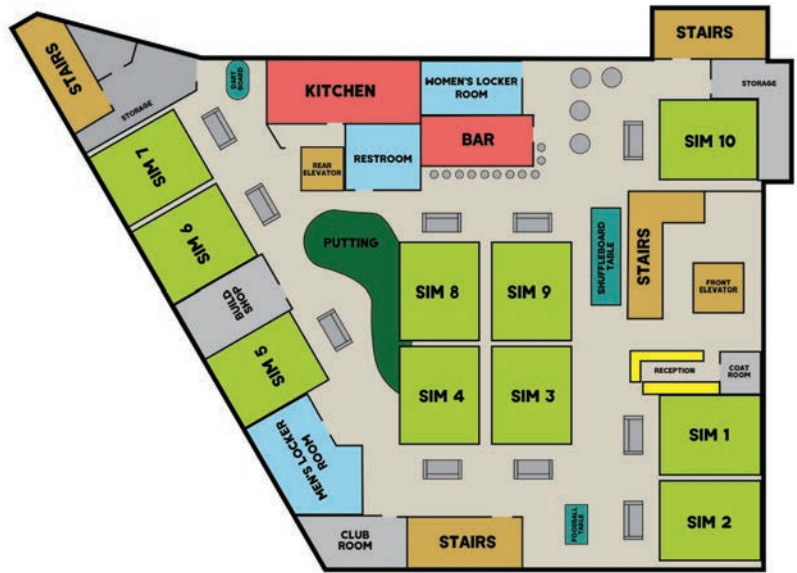 STAIRS
STAIRS
STORAGE
DART
BOARD
KITCHEN
WOMEN'S LOCKER
ROOM
STORAGE
BAR
SIM 10
RESTROOM
REAR
ELEVATOR
SIM 7
SIM 6
PUTTING
BUILD
SHOP
SIM 5
SIM 8
SIM 9
SHUFFLEBOARD
TABLE
STAIRS
FRONT
ELEVATOR
RECEPTION
COAT
ROOM
SIM 4
SIM 3
SIM 1
SIM 2
MEN'S LOCKER
ROOM
CLUB
ROOM
STAIRS
FOOSBALL
TABLE